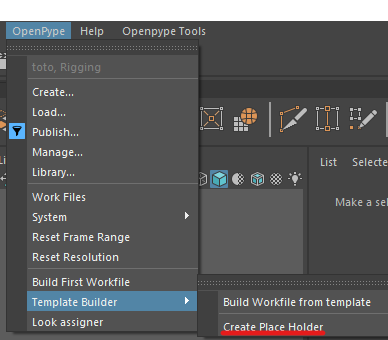 OpenPype Help Openpype Tools
toto, Rigging
Create...
Load...
Publish...
Manage...
Library...
Work Files
System
Reset Frame Range
Reset Resolution
Build First Workfile
Template Builder
Look assigner
Build Workfile from template
Create Place Holder
List Selecte
Make a sel